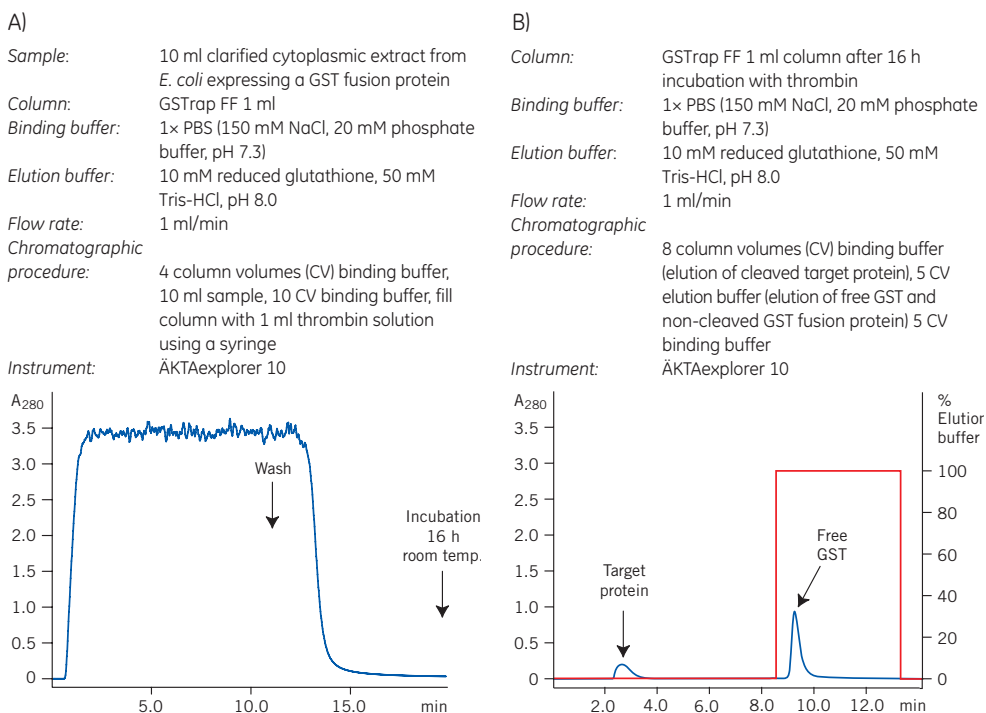 A)
Sample: 10 ml clarified cytoplasmic extract from
E. coli expressing a GST fusion protein
Column: GSTrap FF 1 ml
Binding buffer: 1× PBS (150 mM NaCl, 20 mM phosphate
buffer, pH 7.3)
Elution buffer: 10 mM reduced glutathione, 50 mM
Tris-HCl, pH 8.0
Flow rate: 1 ml/min
Chromatographic
procedure: 4 column volumes (CV) binding buffer,
10 ml sample, 10 CV binding buffer, fill
column with 1 ml thrombin solution
using a syringe
Instrument: ÄKTAexplorer 10
A280
3.5
3.0
2.5
2.0
1.5
1.0
0.5
0
Wash
Incubation
16 h
room temp.
5.0 10.0 15.0 min
B)
Column: GSTrap FF 1 ml column after 16 h
incubation with thrombin
Binding buffer: 1× PBS (150 mM NaCl, 20 mM phosphate
buffer, pH 7.3)
Elution buffer: 10 mM reduced glutathione, 50 mM
Tris-HCl, pH 8.0
Flow rate: 1 ml/min
Chromatographic
procedure: 8 column volumes (CV) binding buffer
(elution of cleaved target protein), 5 CV
elution buffer (elution of free GST and
non-cleaved GST fusion protein) 5 CV
binding buffer
Instrument: ÄKTAexplorer 10
A280
3.5
3.0
2.5
2.0
1.5
1.0
0.5
0
Target
protein
Free
GST
%
Elution
buffer
100
80
60
40
20
0
2.0 4.0 6.0 8.0 10.0 12.0 min